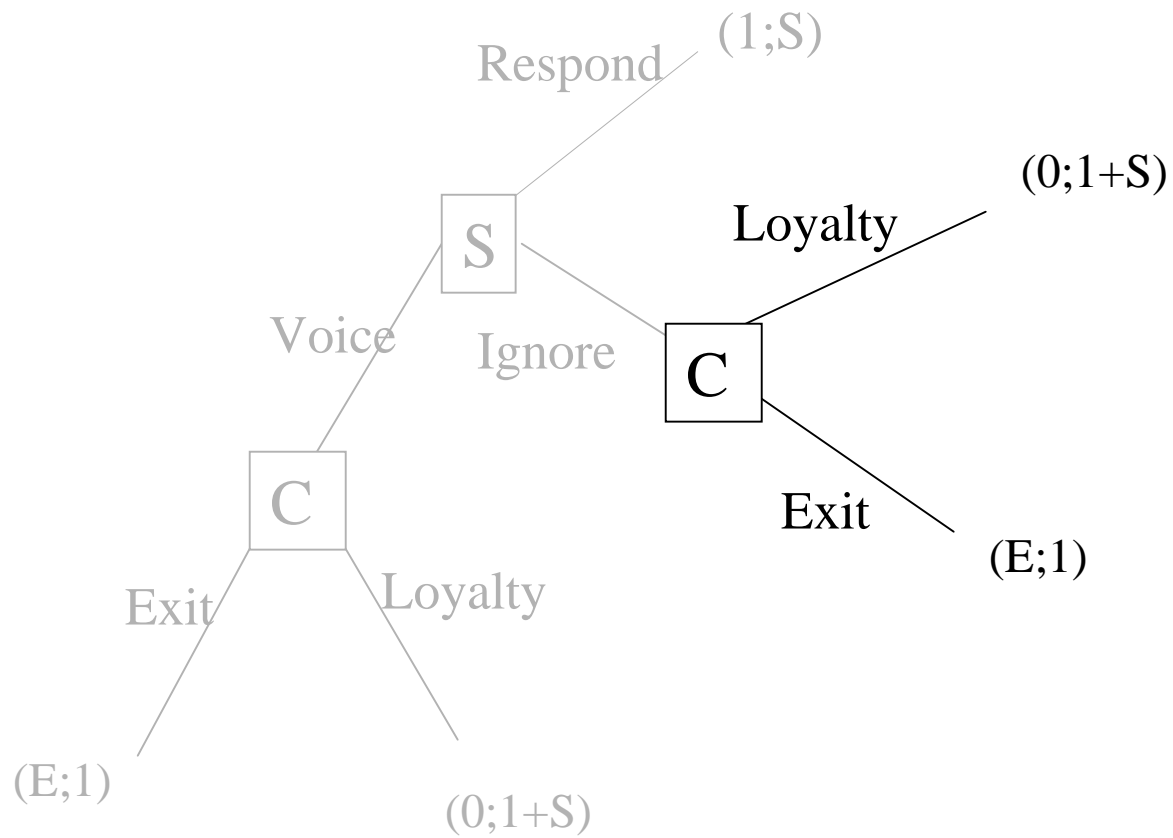 (1;S)
Respond
(0;1+S)
Loyalty
S
Voice
Ignore
C
C
Exit
(E;1)
Exit
Loyalty
(E;1)
(0;1+S)